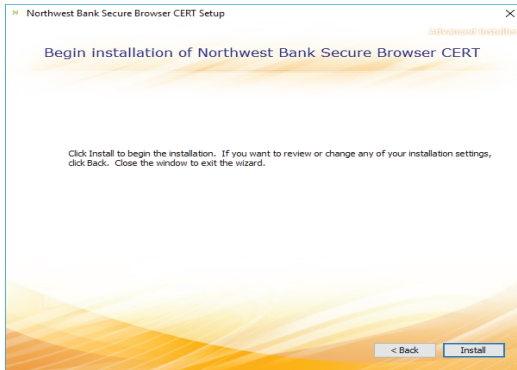 Northwest Bank Secure Browser CERT Setup
Advanced Installer
Begin installation of Northwest Bank Secure Browser CERT
Click Install to begin the installation. If you want to review or change any of your installation settings,
click Back. Close the window to exit the wizard.
< Back Install